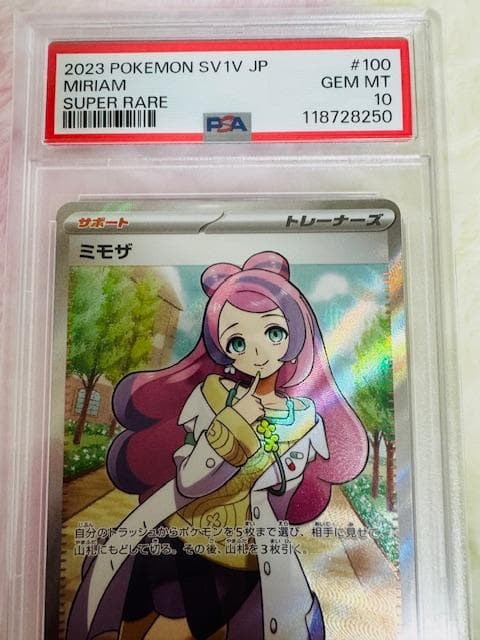 2023 POKEMON SV1V JP #100
MIRIAM GEM MT
SUPER RARE 10
118728250
PSA
サポート トレーナーズ
ミモザ
自分のトラッシュからポケモンを5枚まで選び、相手に見せて、
山札にもどして切る。その後、山札を3枚引く。